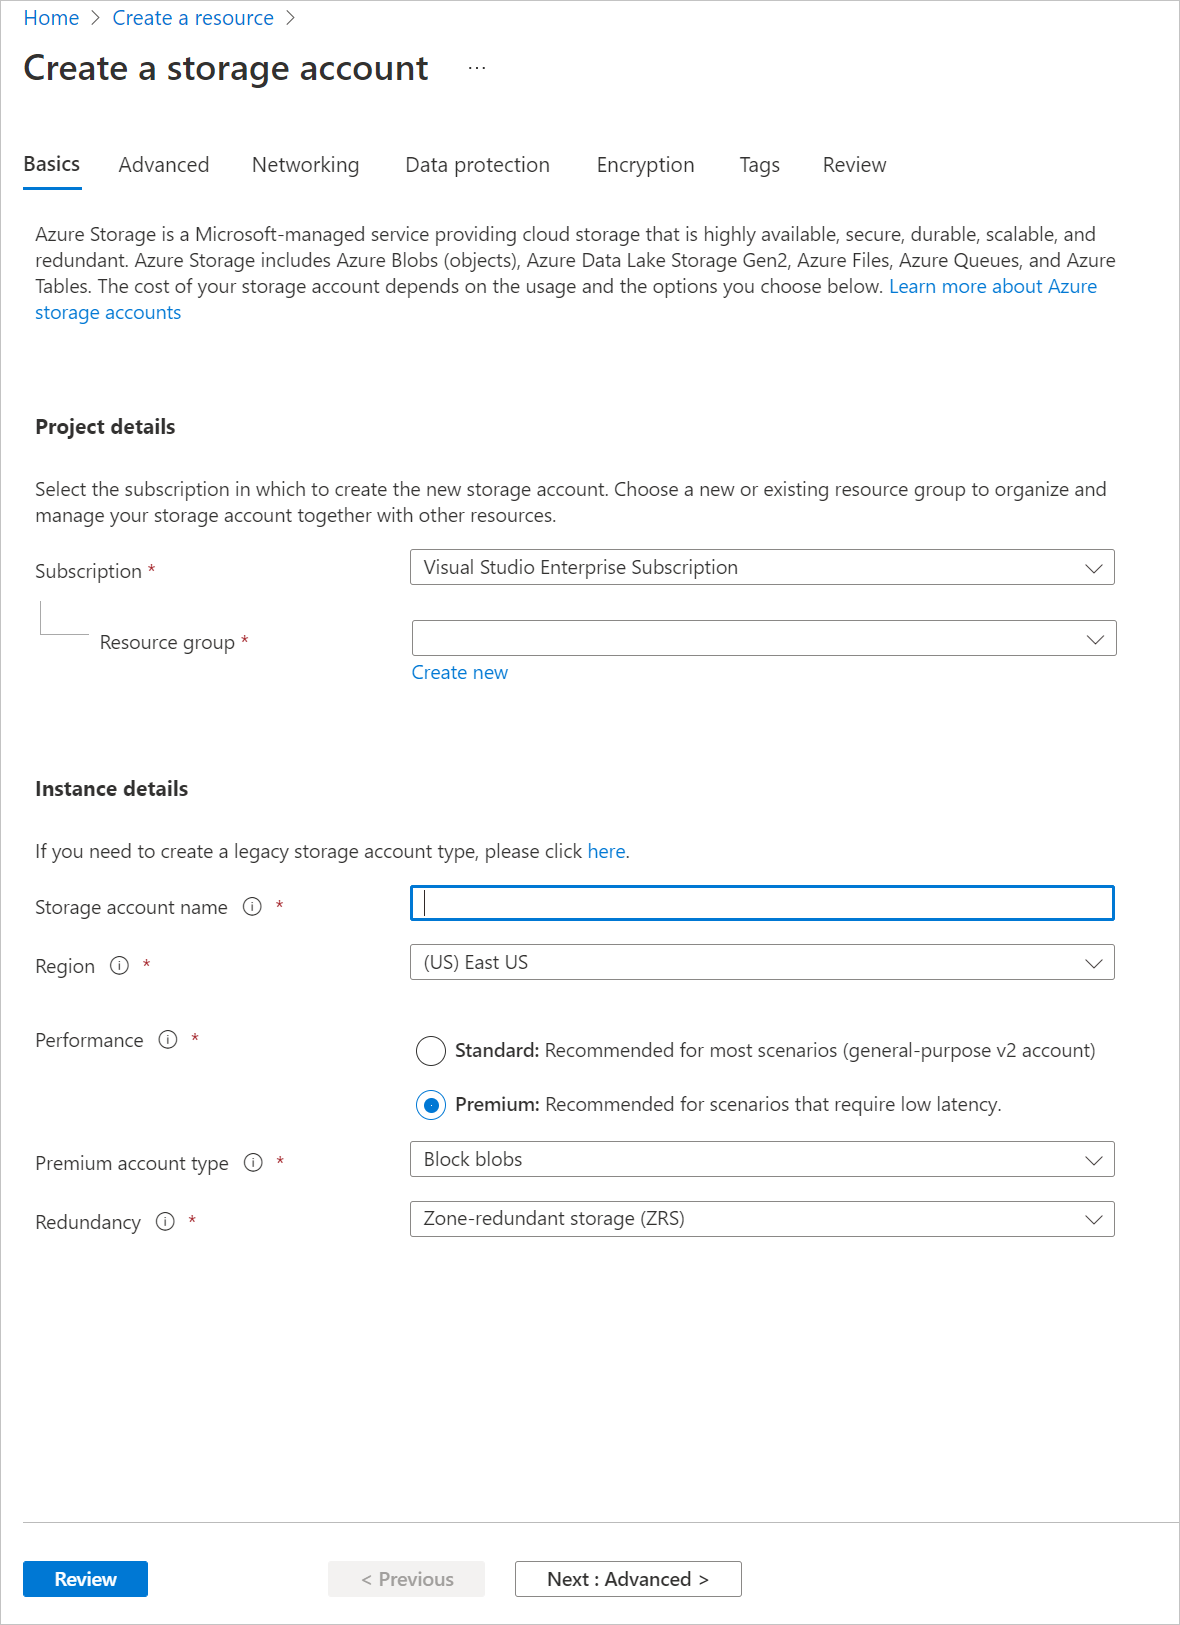 Home > Create a resource >
Create a storage account ...
Basics Advanced Networking Data protection Encryption Tags Review
Azure Storage is a Microsoft-managed service providing cloud storage that is highly available, secure, durable, scalable, and
redundant. Azure Storage includes Azure Blobs (objects), Azure Data Lake Storage Gen2, Azure Files, Azure Queues, and Azure
Tables. The cost of your storage account depends on the usage and the options you choose below. Learn more about Azure
storage accounts
Project details
Select the subscription in which to create the new storage account. Choose a new or existing resource group to organize and
manage your storage account together with other resources.
Subscription * Visual Studio Enterprise Subscription
Resource group *
Create new
Instance details
If you need to create a legacy storage account type, please click here.
Storage account name *
Region * (US) East US
Performance * Standard: Recommended for most scenarios (general-purpose v2 account)
Premium: Recommended for scenarios that require low latency.
Premium account type * Block blobs
Redundancy * Zone-redundant storage (ZRS)
Review < Previous Next : Advanced >